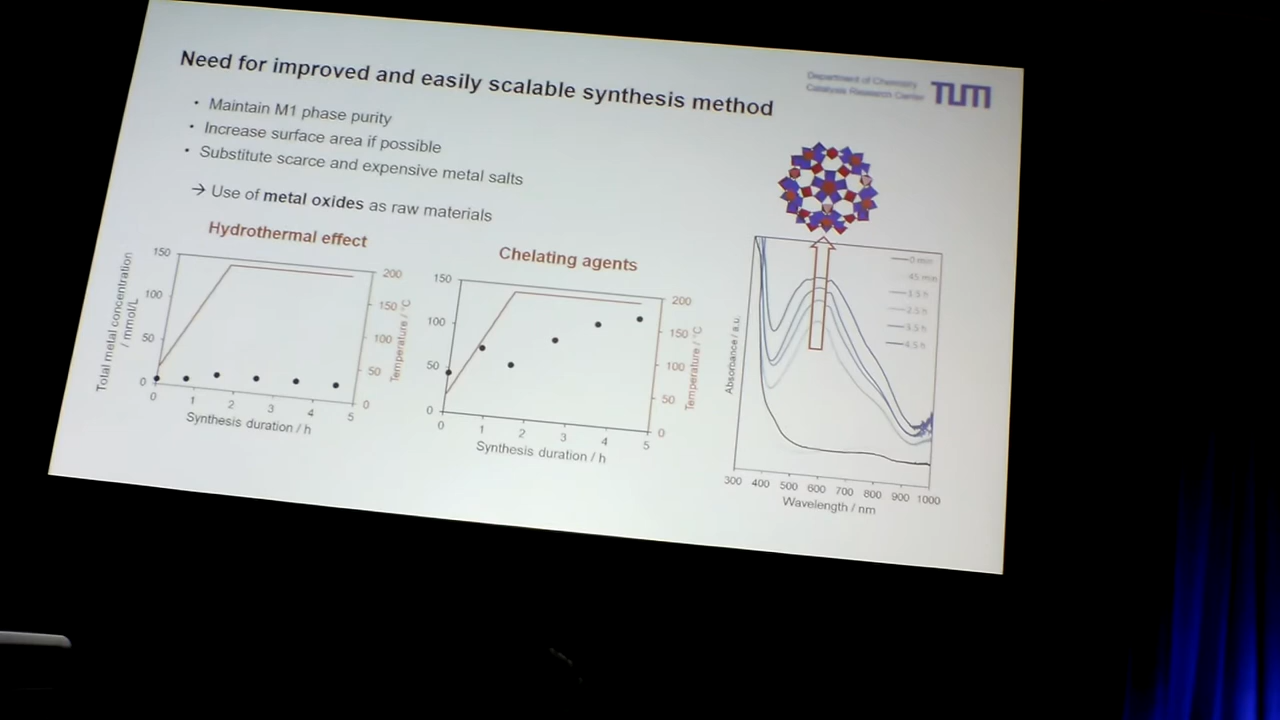 Need for improved and easily scalable synthesis method
Department of Chemistry
Catalysis Research Center
TUM
• Maintain M1 phase purity
• Increase surface area if possible
• Substitute scarce and expensive metal salts
→ Use of metal oxides as raw materials
Hydrothermal effect
Total metal concentration
/ mmol/L
150
100
50
0
200
150
100
50
0
Temperature / °C
0 1 2 3 4 5
Synthesis duration / h
Chelating agents
150
100
50
0
200
150
100
50
0
Temperature / °C
0 1 2 3 4 5
Synthesis duration / h
Absorbance / a.u.
0 min
45 min
1.5 h
2.5 h
3.5 h
4.5 h
300 400 500 600 700 800 900 1000
Wavelength / nm